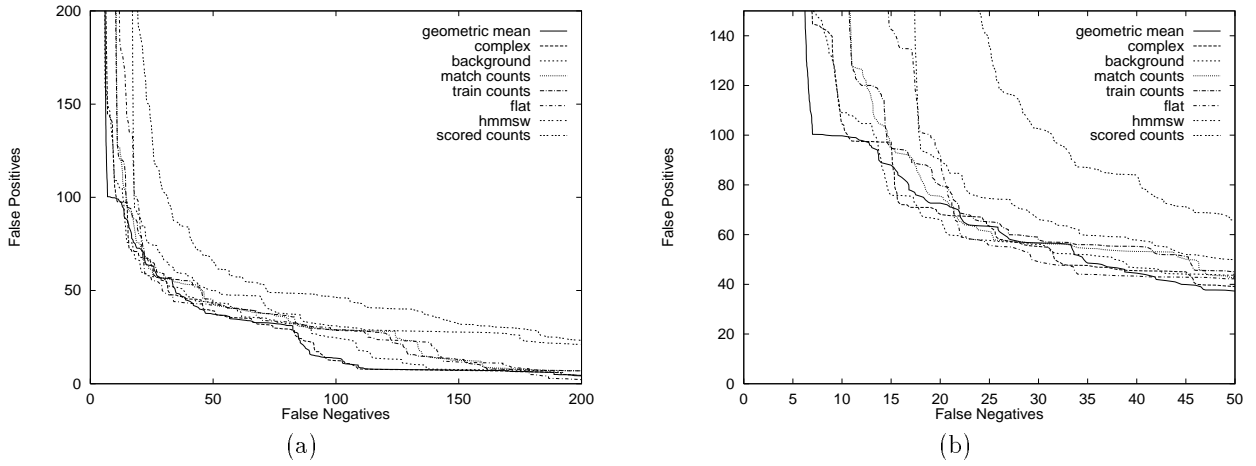 200
150
100
50
0
0
50
100
150
200
False Positives
False Negatives
geometric mean
complex
background
match counts
train counts
flat
hmmsw
scored counts
(a)
140
120
100
80
60
40
20
0
0
5
10
15
20
25
30
35
40
45
50
False Positives
False Negatives
geometric mean
complex
background
match counts
train counts
flat
hmmsw
scored counts
(b)